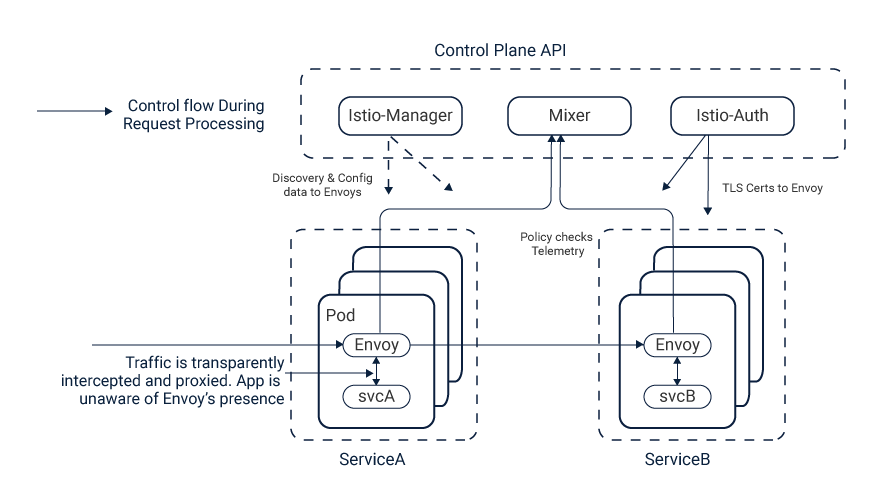 Control Plane API
Control flow During
Request Processing
Istio-Manager
Mixer
Istio-Auth
Discovery & Config
data to Envoys
TLS Certs to Envoy
Policy checks
Telemetry
Pod
Envoy
Envoy
Traffic is transparently
intercepted and proxied. App is
unaware of Envoy's presence
svcA
svcB
ServiceA
ServiceB